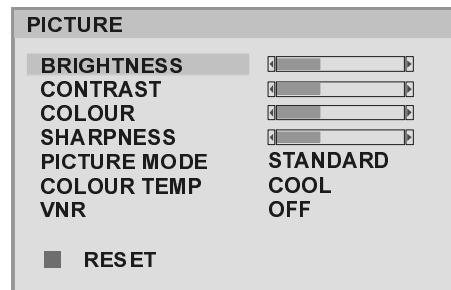 PICTURE
BRIGHTNESS
CONTRAST
COLOUR
SHARPNESS
PICTURE MODE STANDARD
COLOUR TEMP COOL
VNR OFF
RESET